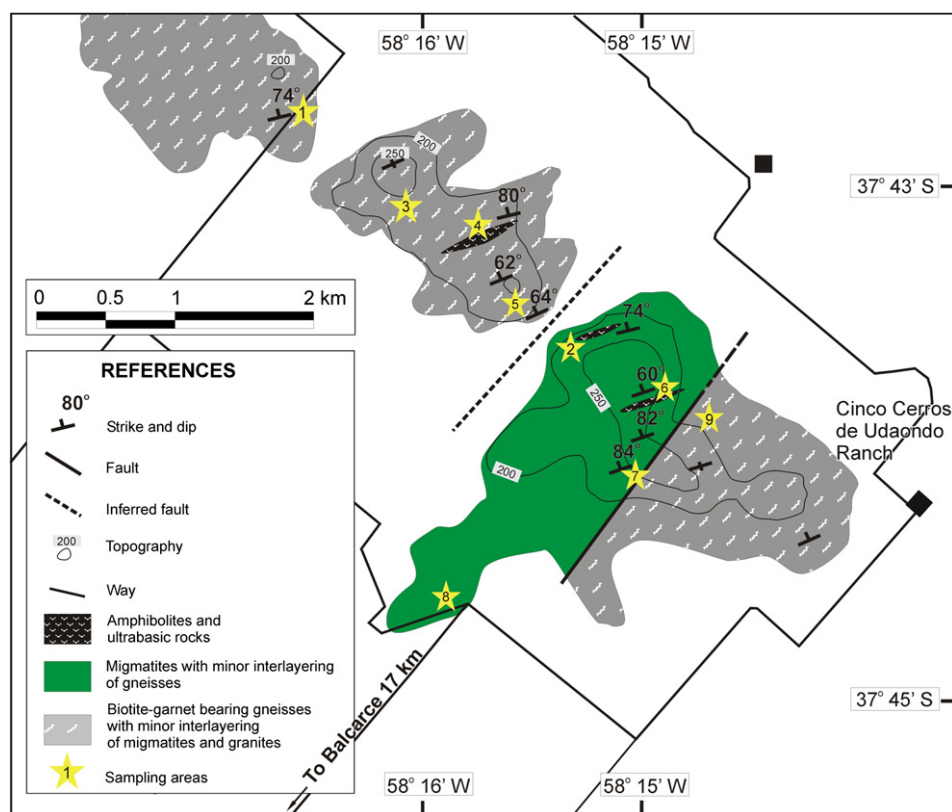 58° 16' W
58° 15' W
200
74°
1
200
250
37° 43' S
3
80°
4
62°
5
64°
0 0.5 1 2 km
74°
2
REFERENCES
60°
6
250
80°
Strike and dip
82°
9
Cinco Cerros
de Udaondo
Ranch
Fault
84°
7
200
Inferred fault
200
Topography
Way
8
Amphibolites and
ultrabasic rocks
Migmatites with minor interlayering
of gneisses
To Balcarce 17 km
37° 45' S
Biotite-garnet bearing gneisses
with minor interlayering
of migmatites and granites
1
Sampling areas
58° 16' W
58° 15' W